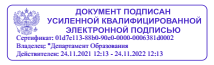 ДОКУМЕНТ ПОДПИСАН
УСИЛЕННОЙ КВАЛИФИЦИРОВАННОЙ
ЭЛЕКТРОННОЙ ПОДПИСЬЮ
Сертификат: 01d7e113-88b0-90e0-0000-0006381d0002
Владелец: "Департамент Образования
Действителен: 24.11.2021 12:13 - 24.11.2022 12:13